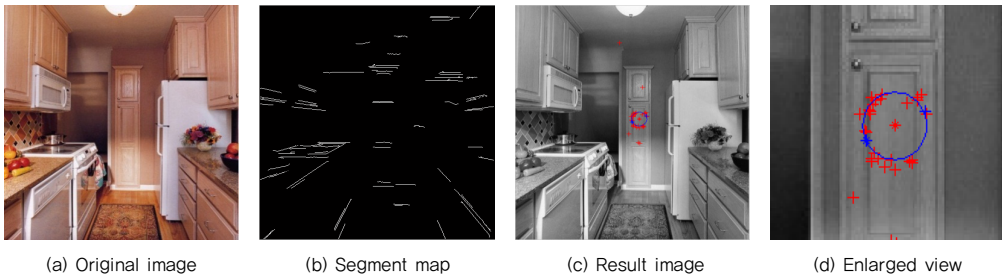 (a) Original image
(b) Segment map
(c) Result image
(d) Enlarged view